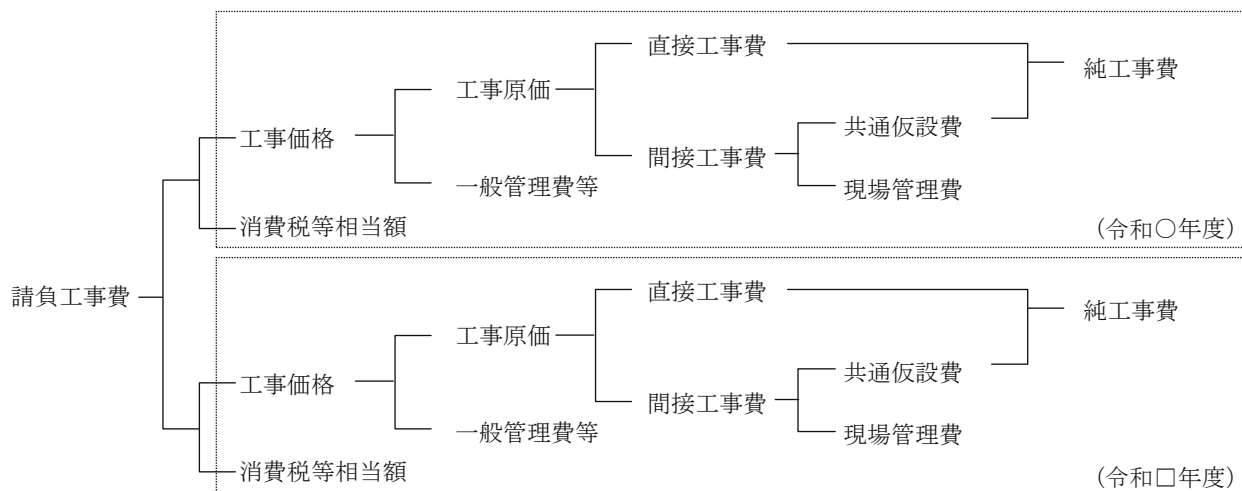 直接工事費
純工事費
工事原価
共通仮設費
工事価格
間接工事費
一般管理費等
現場管理費
消費税等相当額
(令和○年度)
請負工事費
直接工事費
純工事費
工事原価
共通仮設費
工事価格
間接工事費
一般管理費等
現場管理費
消費税等相当額
(令和□年度)